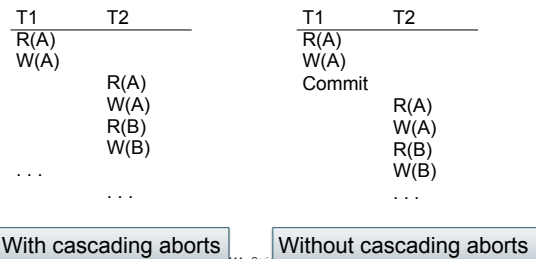 T1 T2
R(A)
W(A)
R(A)
W(A)
R(B)
W(B)
. . .
. . .
With cascading aborts
T1 T2
R(A)
W(A)
Commit
R(A)
W(A)
R(B)
W(B)
. . .
Without cascading aborts